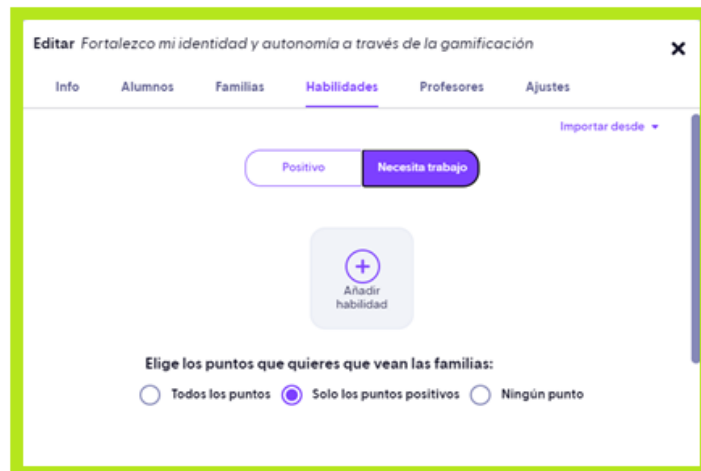 Editar Fortalezco mi identidad y autonomía a través de la gamificación
Info Alumnos Familias Habilidades Profesores Ajustes
Importar desde
Positivo Necesita trabajo
Añadir
habilidad
Elige los puntos que quieres que vean las familias:
Todos los puntos Solo los puntos positivos Ningún punto